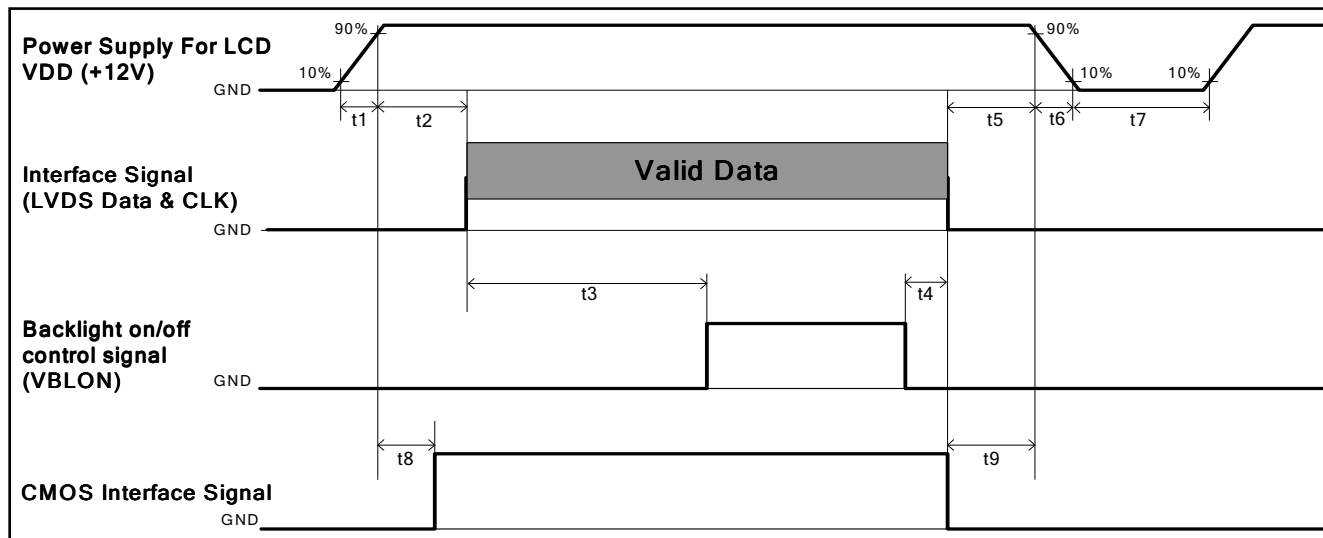 Power Supply For LCD
VDD (+12V)
90%
10%
GND
90%
10%
10%
t1
t2
t5
t6
t7
Interface Signal
(LVDS Data & CLK)
Valid Data
GND
t3
t4
Backlight on/off
control signal
(VBLON)
GND
t8
t9
CMOS Interface Signal
GND